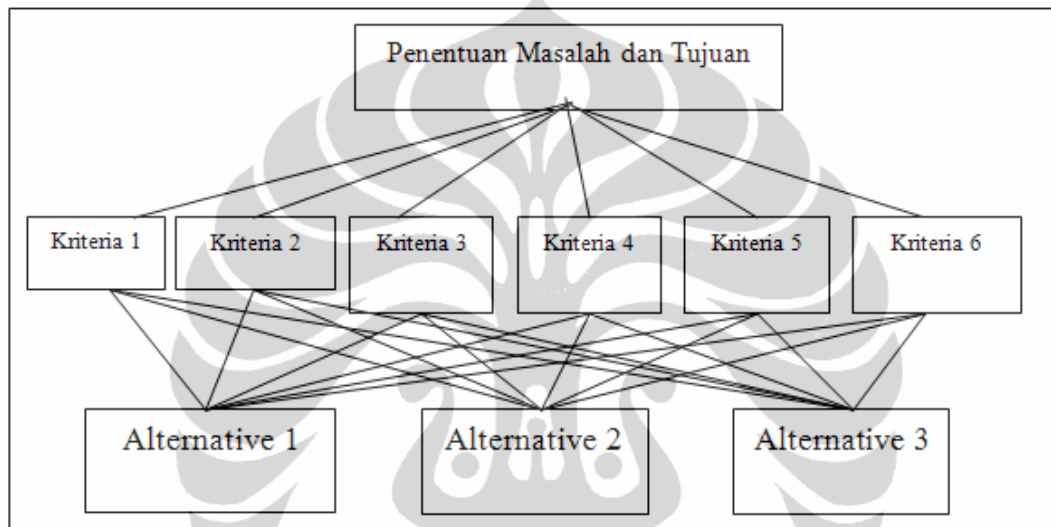 Penentuan Masalah dan Tujuan
Kriteria 1
Kriteria 2
Kriteria 3
Kriteria 4
Kriteria 5
Kriteria 6
Alternative 1
Alternative 2
Alternative 3